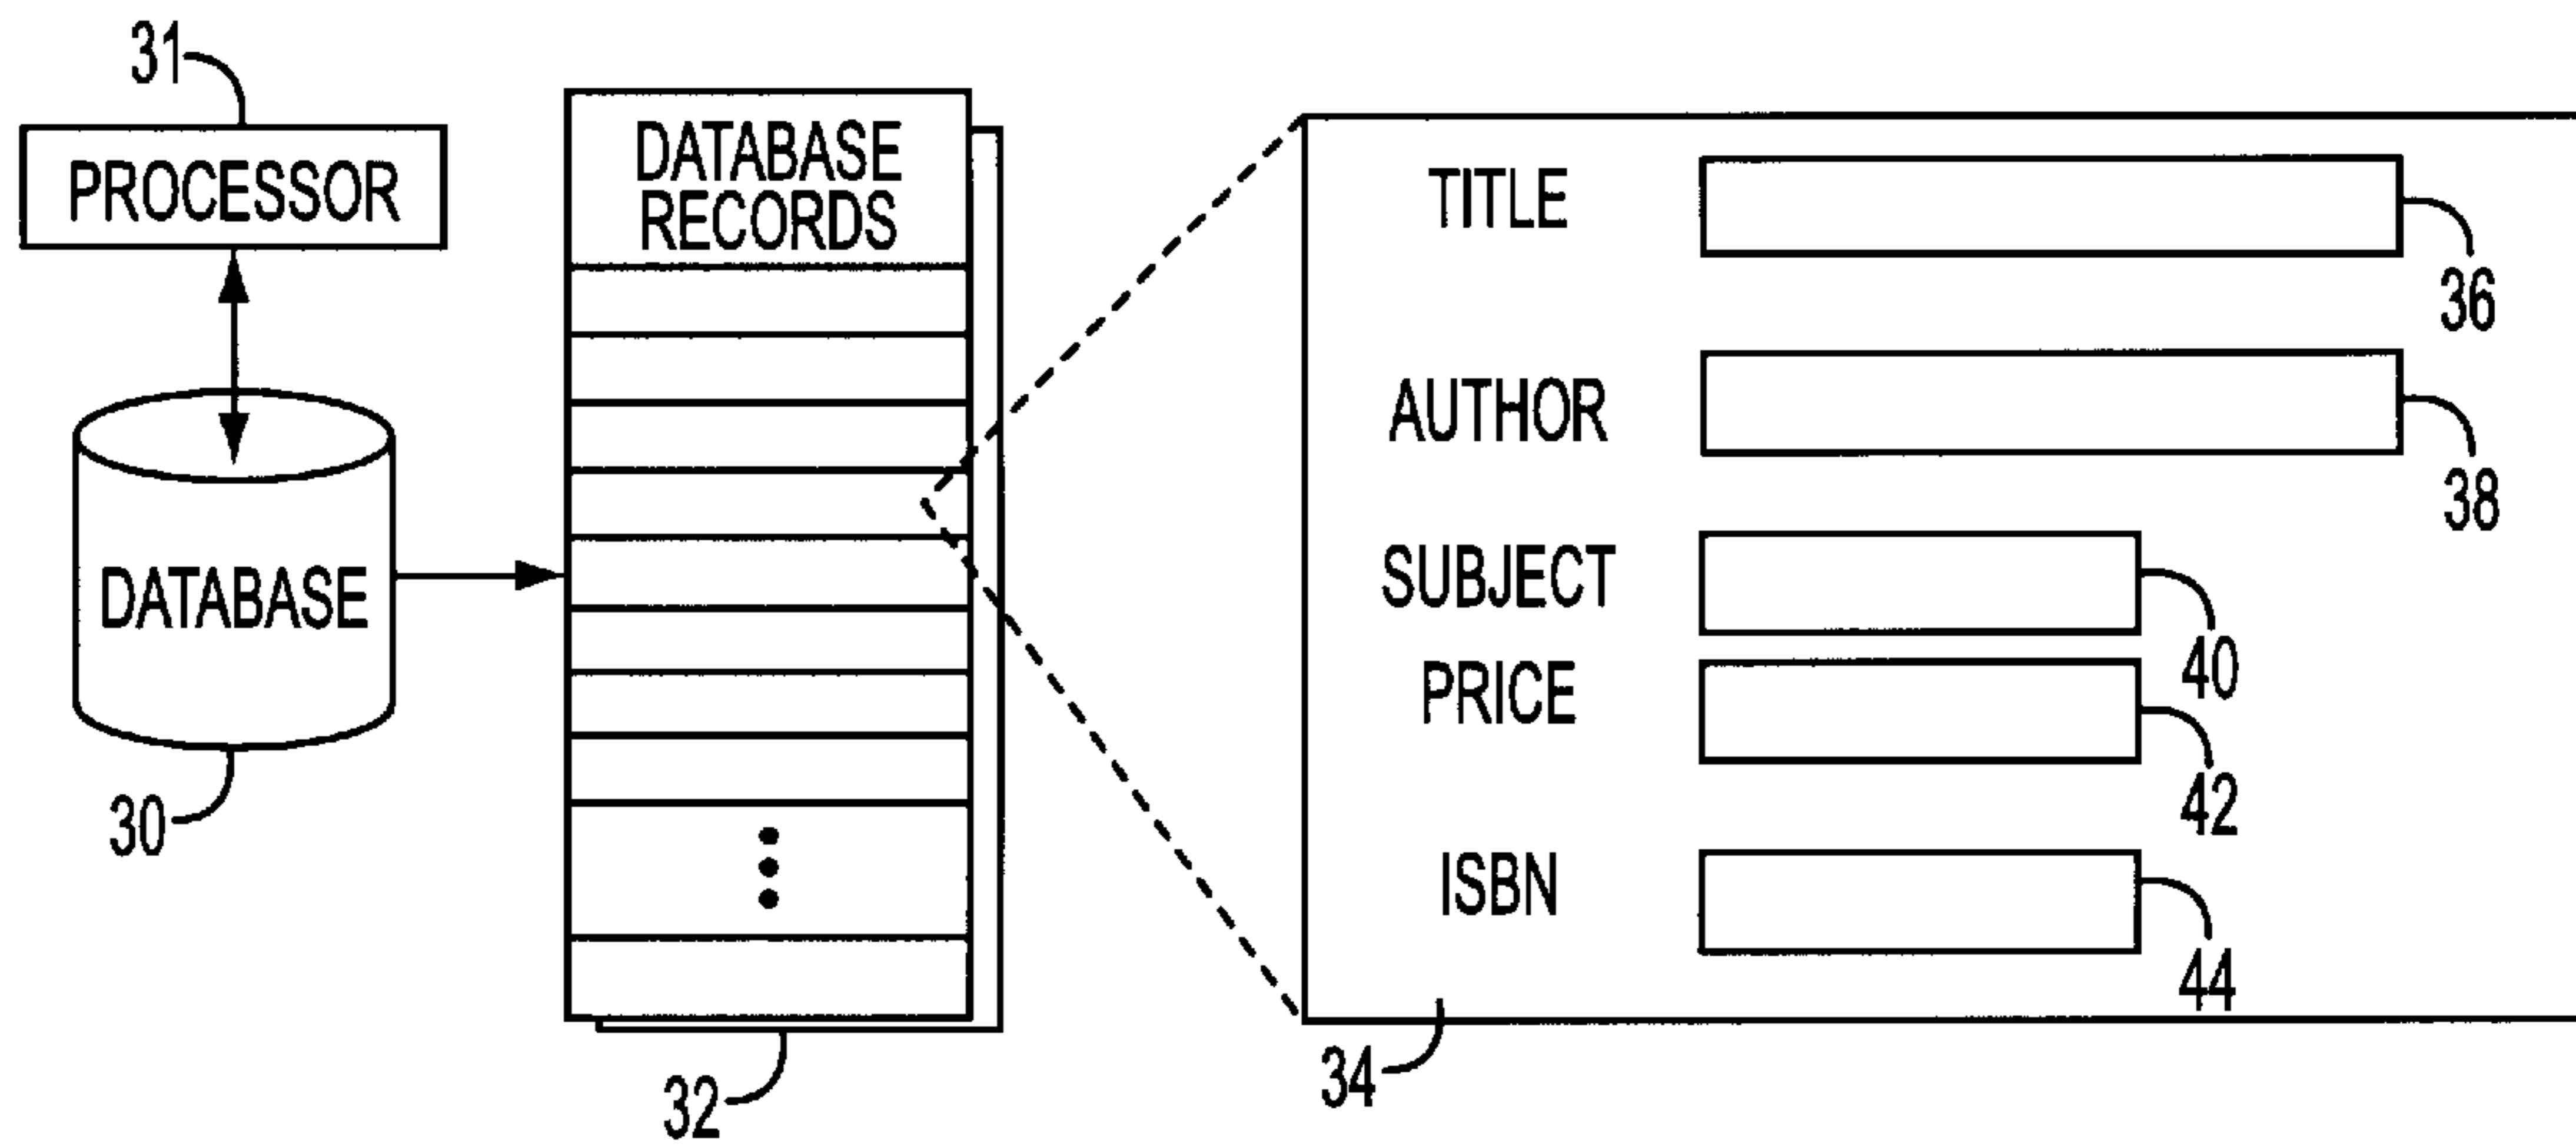 31
PROCESSOR
DATABASE
30
DATABASE
RECORDS
32
TITLE
36
AUTHOR
38
SUBJECT
40
PRICE
42
ISBN
44
34